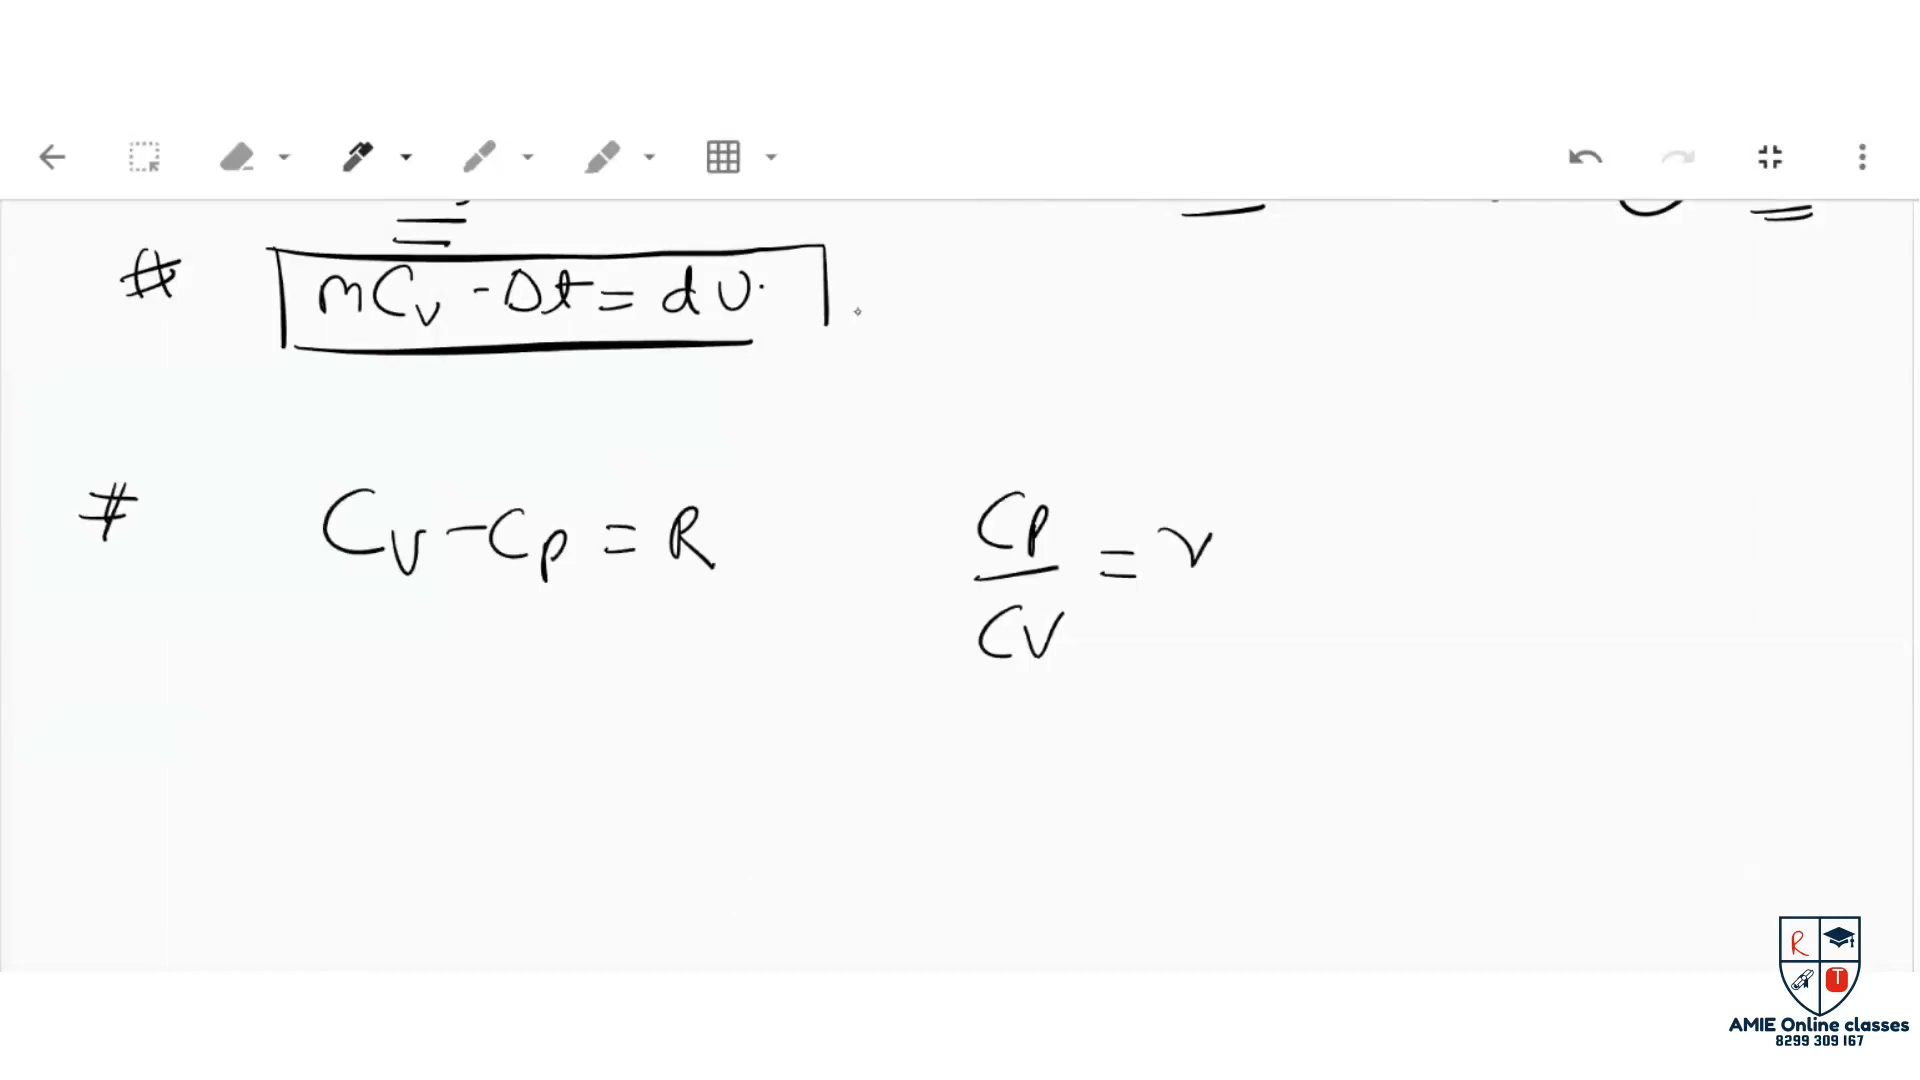 # mCv - Δt = dU.
# Cv - Cp = R Cp/Cv = γ
R T
AMIE Online classes
8299 309 167